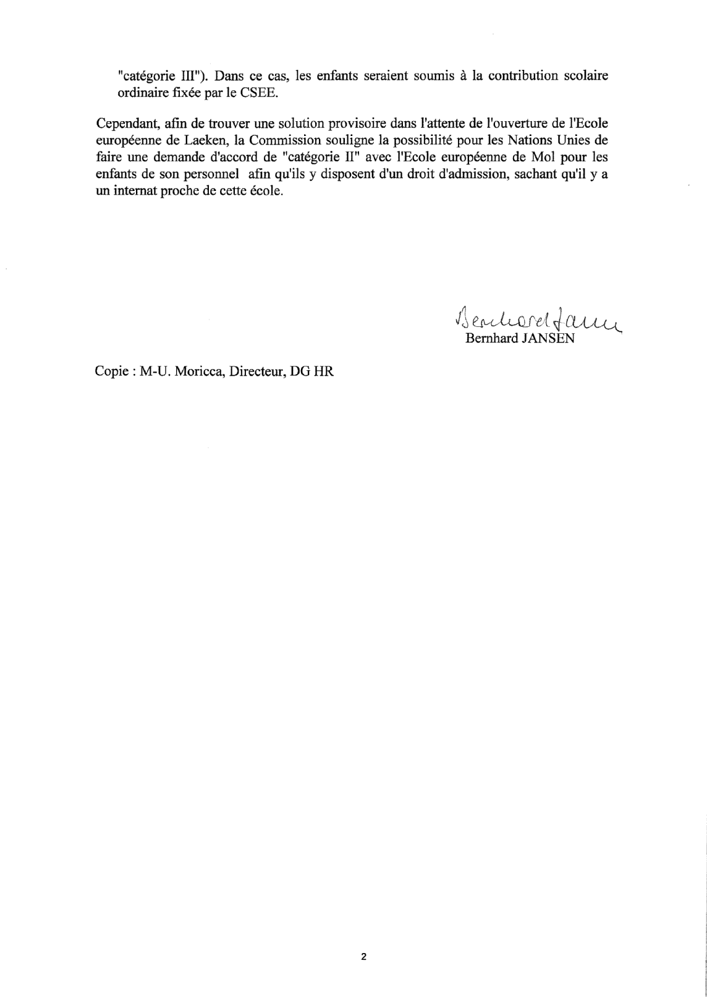 "catégorie III"). Dans ce cas, les enfants seraient soumis à la contribution scolaire
ordinaire fixée par le CSEE.
Cependant, afin de trouver une solution provisoire dans l'attente de l'ouverture de l'Ecole
européenne de Laeken, la Commission souligne la possibilité pour les Nations Unies de
faire une demande d'accord de "catégorie II" avec l'Ecole européenne de Mol pour les
enfants de son personnel afin qu'ils y disposent d'un droit d'admission, sachant qu'il y a
un internat proche de cette école.
Bernhard Jansen
Bernhard JANSEN
Copie : M-U. Moricca, Directeur, DG HR
2